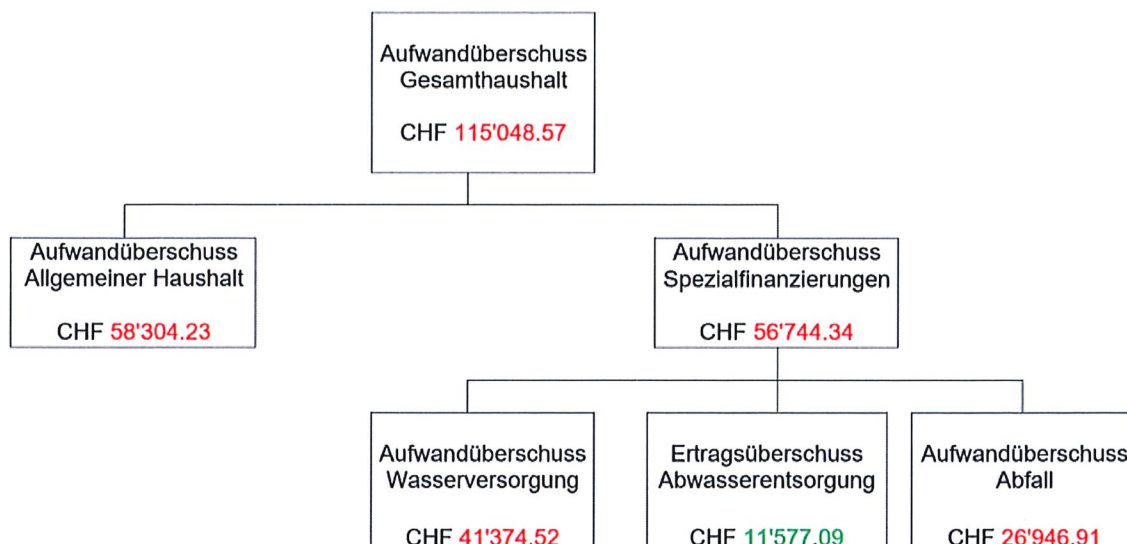 Aufwandüberschuss
Gesamthaushalt
CHF 115'048.57
Aufwandüberschuss
Allgemeiner Haushalt
CHF 58'304.23
Aufwandüberschuss
Spezialfinanzierungen
CHF 56'744.34
Aufwandüberschuss
Wasserversorgung
CHF 41'374.52
Ertragsüberschuss
Abwasserentsorgung
CHF 11'577.09
Aufwandüberschuss
Abfall
CHF 26'946.91